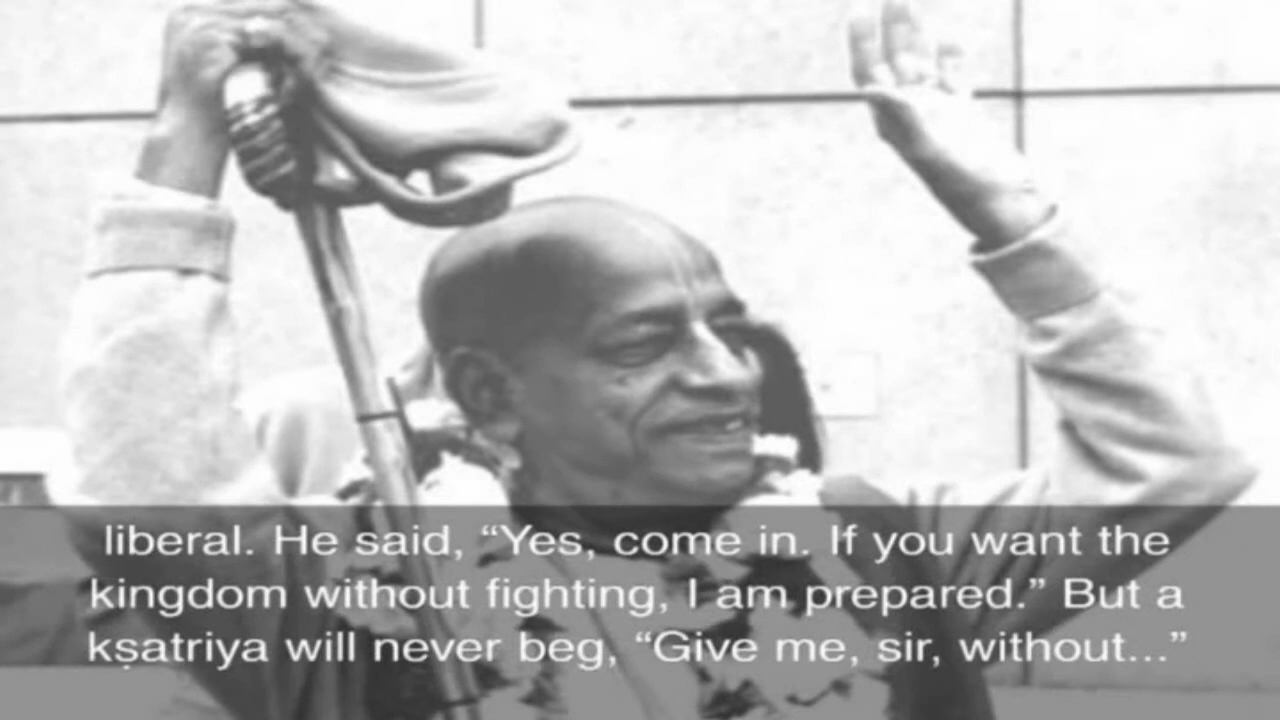 liberal. He said, “Yes, come in. If you want the
kingdom without fighting, I am prepared.” But a
kṣatriya will never beg, “Give me, sir, without...”